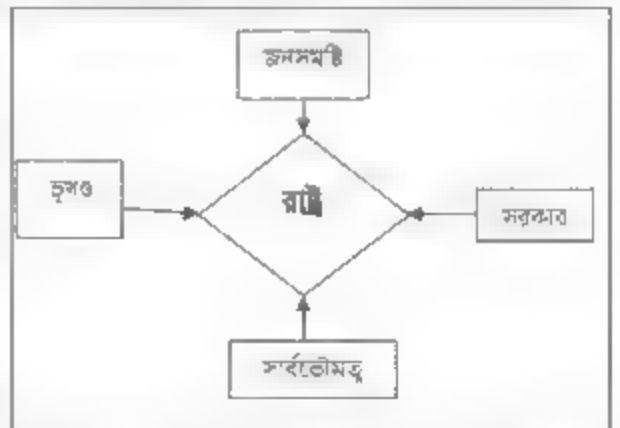 জনসমষ্টি
ভূখণ্ড
রাষ্ট্র
সরকার
সার্বভৌমত্ব